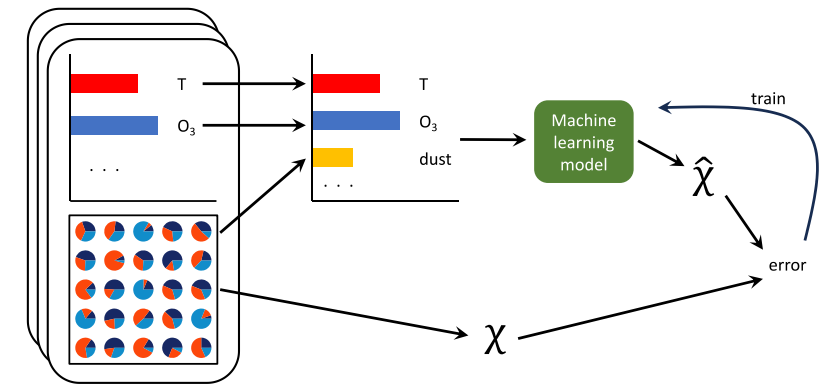 T
O₃
. . .
T
O₃
dust
. . .
Machine
learning
model
χ̂
χ
error
train